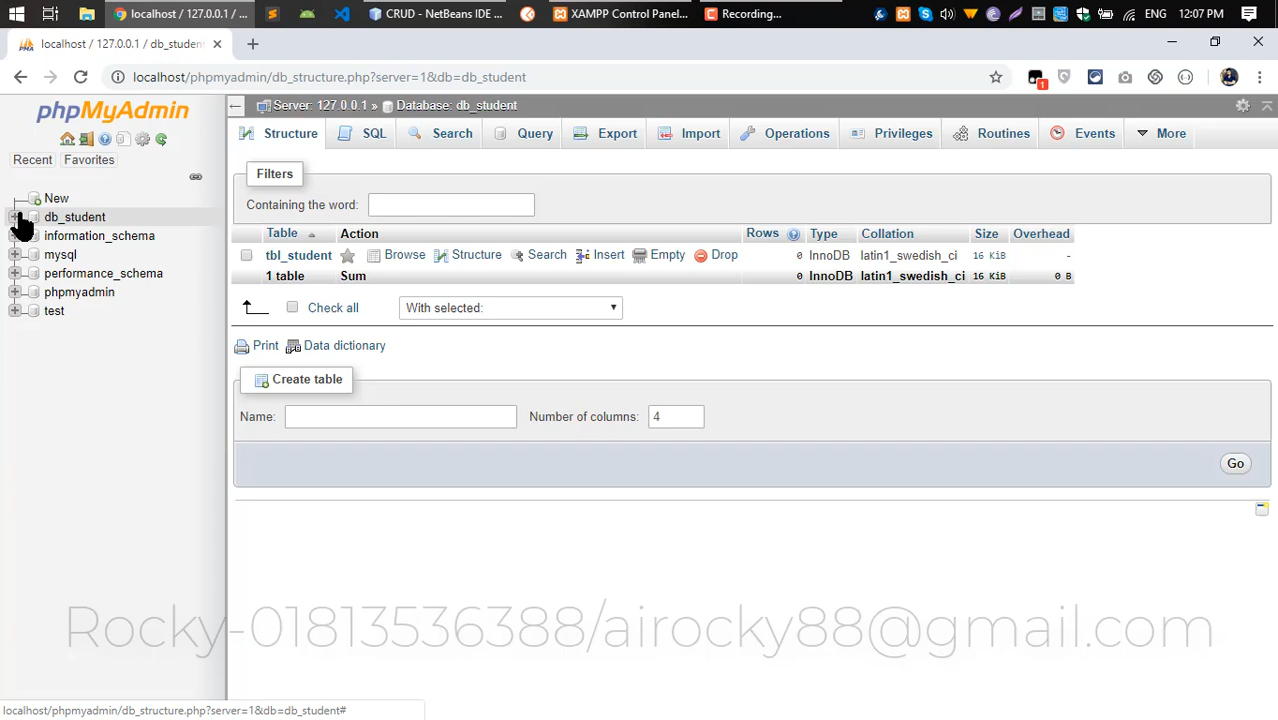 localhost / 127.0.0.1 / ...
CRUD - NetBeans IDE ...
XAMPP Control Panel...
Recording...
ENG
12:07 PM
localhost / 127.0.0.1 / db_student
localhost/phpmyadmin/db_structure.php?server=1&db=db_student
1
phpMyAdmin
Recent
Favorites
New
db_student
information_schema
mysql
performance_schema
phpmyadmin
test
Server: 127.0.0.1 » Database: db_student
Structure
SQL
Search
Query
Export
Import
Operations
Privileges
Routines
Events
More
Filters
Containing the word:
Table Action Rows Type Collation Size Overhead
tbl_student Browse Structure Search Insert Empty Drop 0 InnoDB latin1_swedish_ci 16 KiB -
1 table Sum 0 InnoDB latin1_swedish_ci 16 KiB 0 B
Check all
With selected:
Print
Data dictionary
Create table
Name:
Number of columns: 4
Go
Rocky-01813536388/airocky88@gmail.com
localhost/phpmyadmin/db_structure.php?server=1&db=db_student#